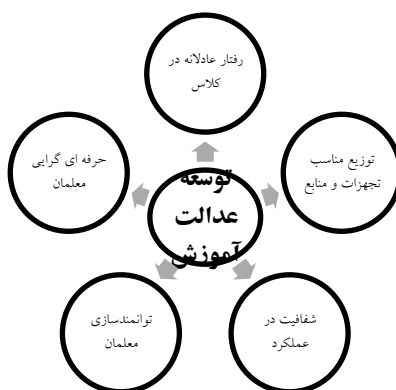 رفتار عادلانه در
کلاس
توزیع مناسب
تجهزات و منابع
شفافیت در
عملکرد
توانمندسازی
معلمان
حرفه ای گرایی
معلمان
توسعه
عدالت
آموزش